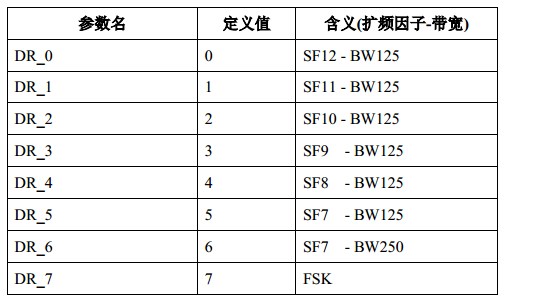 参数名 定义值 含义(扩频因子-带宽)
DR_0 0 SF12 - BW125
DR_1 1 SF11 - BW125
DR_2 2 SF10 - BW125
DR_3 3 SF9 - BW125
DR_4 4 SF8 - BW125
DR_5 5 SF7 - BW125
DR_6 6 SF7 - BW250
DR_7 7 FSK